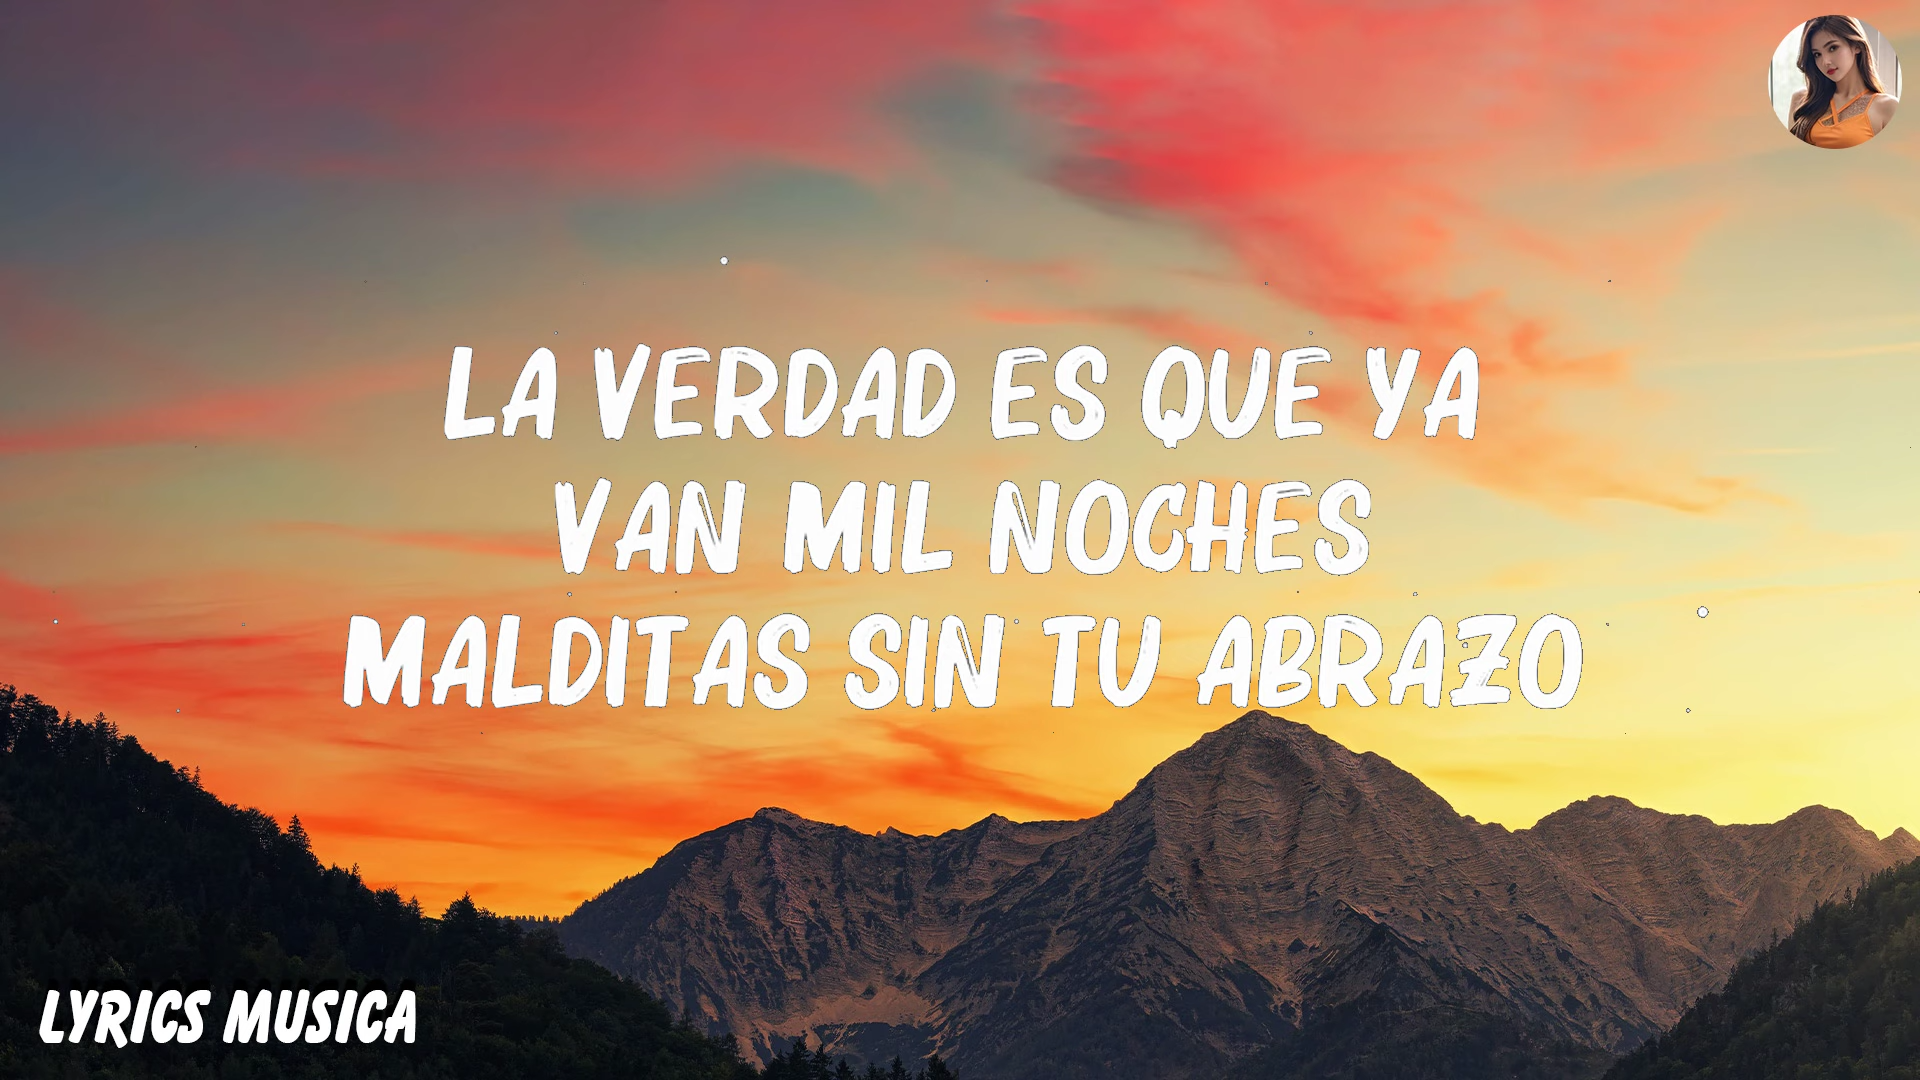 LA VERDAD ES QUE YA
VAN MIL NOCHES
MALDITAS SIN TU ABRAZO
LYRICS MUSICA